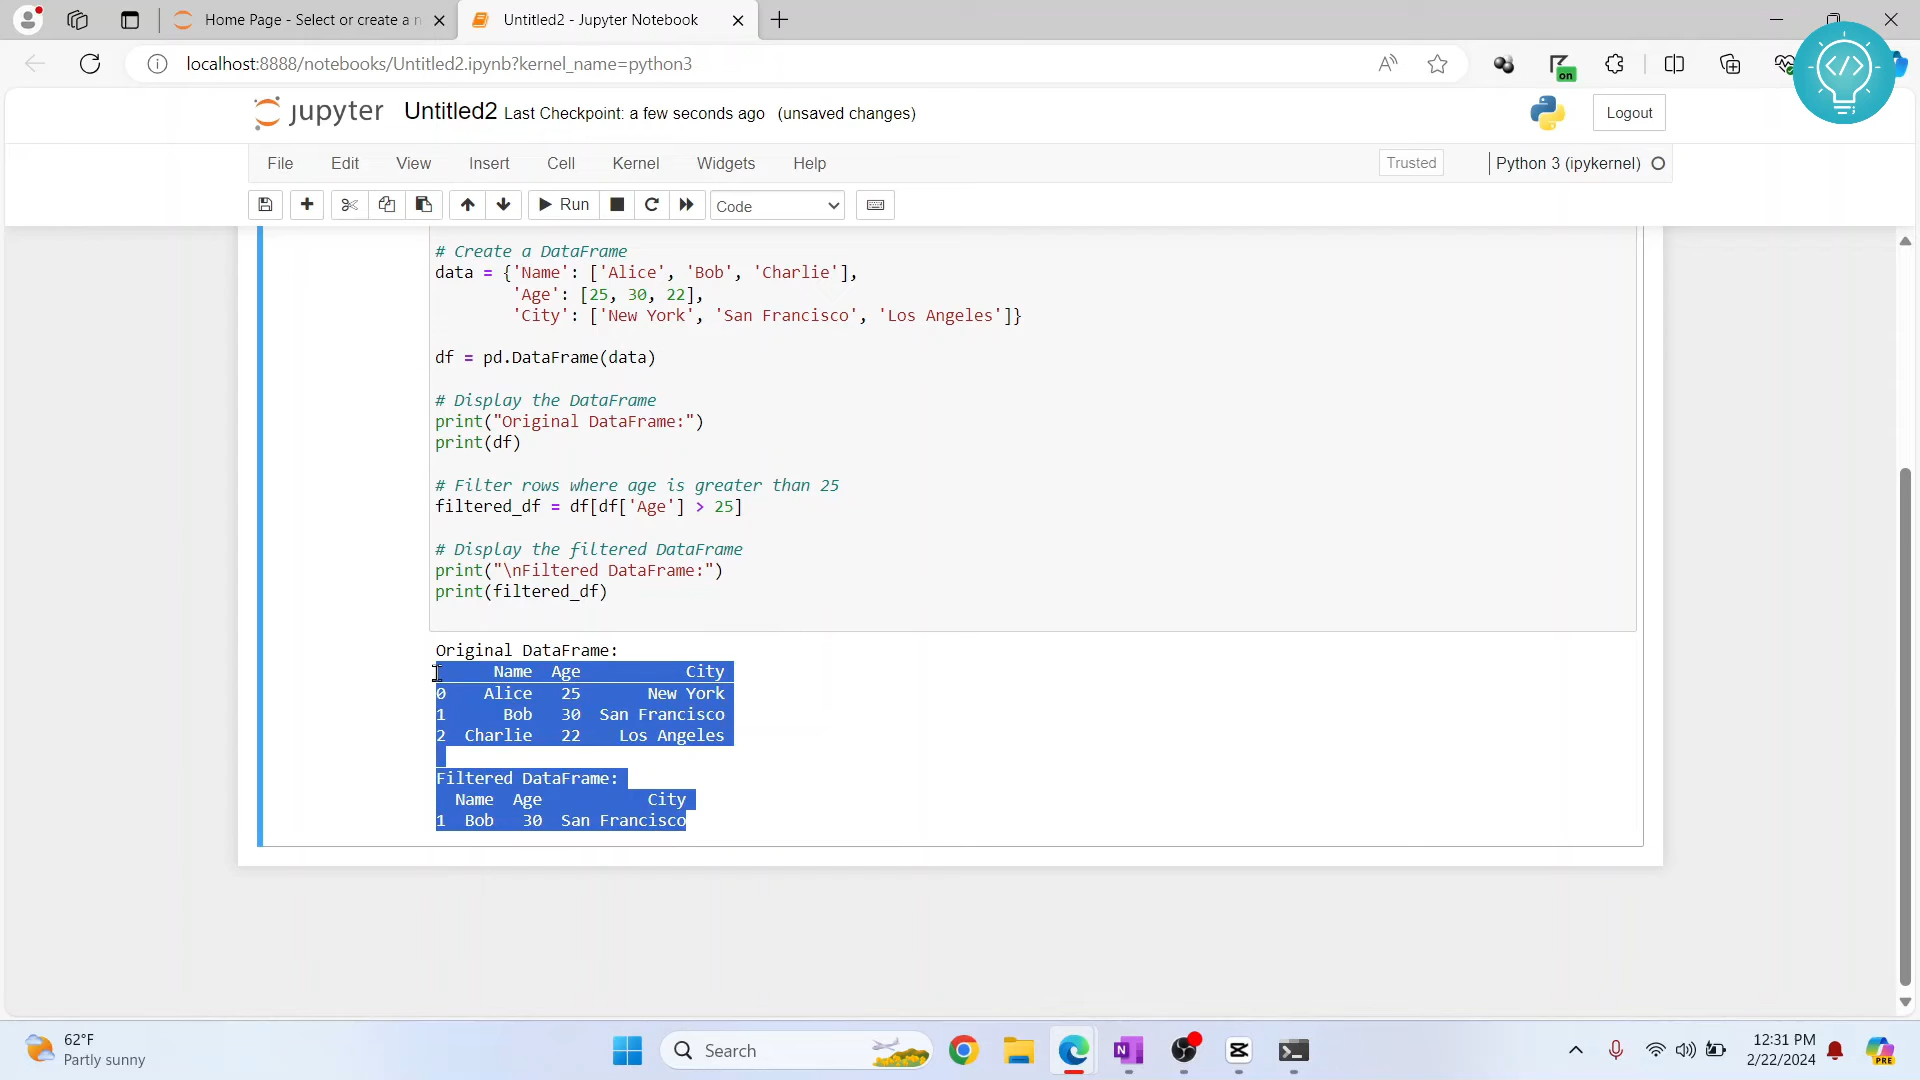 Home Page - Select or create a n
Untitled2 - Jupyter Notebook
localhost:8888/notebooks/Untitled2.ipynb?kernel_name=python3
on
jupyter Untitled2 Last Checkpoint: a few seconds ago (unsaved changes)
Logout
File Edit View Insert Cell Kernel Widgets Help
Trusted
Python 3 (ipykernel)
Run
Code
# Create a DataFrame
data = {'Name': ['Alice', 'Bob', 'Charlie'],
        'Age': [25, 30, 22],
        'City': ['New York', 'San Francisco', 'Los Angeles']}
df = pd.DataFrame(data)
# Display the DataFrame
print("Original DataFrame:")
print(df)
# Filter rows where age is greater than 25
filtered_df = df[df['Age'] > 25]
# Display the filtered DataFrame
print("\nFiltered DataFrame:")
print(filtered_df)
Original DataFrame:
Name Age City
0 Alice 25 New York
1 Bob 30 San Francisco
2 Charlie 22 Los Angeles
Filtered DataFrame:
Name Age City
1 Bob 30 San Francisco
62°F
Partly sunny
Search
12:31 PM
2/22/2024
PRE